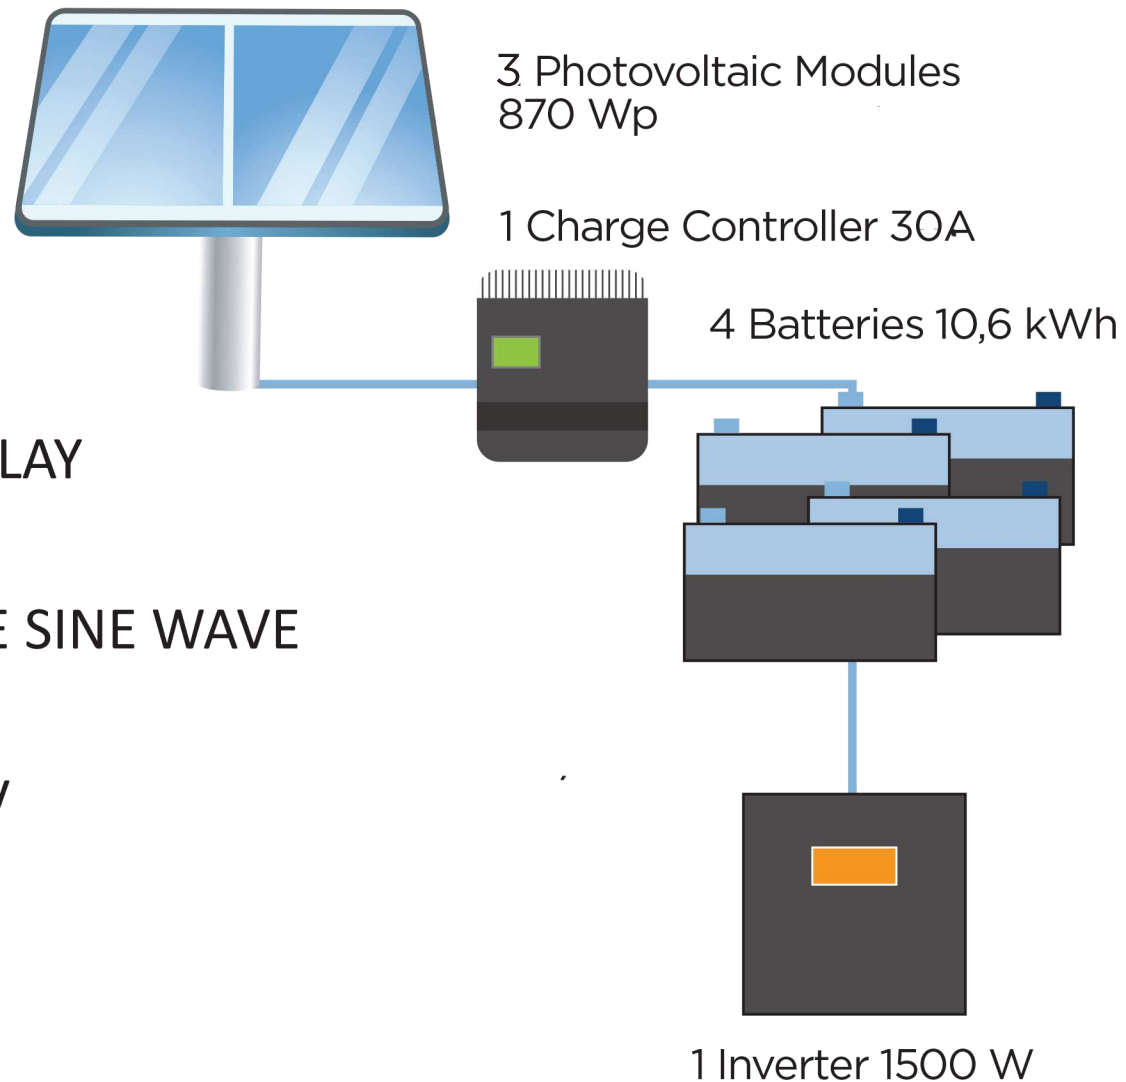 3 Photovoltaic Modules
870 Wp
1 Charge Controller 30A
4 Batteries 10,6 kWh
LAY
E SINE WAVE
1 Inverter 1500 W